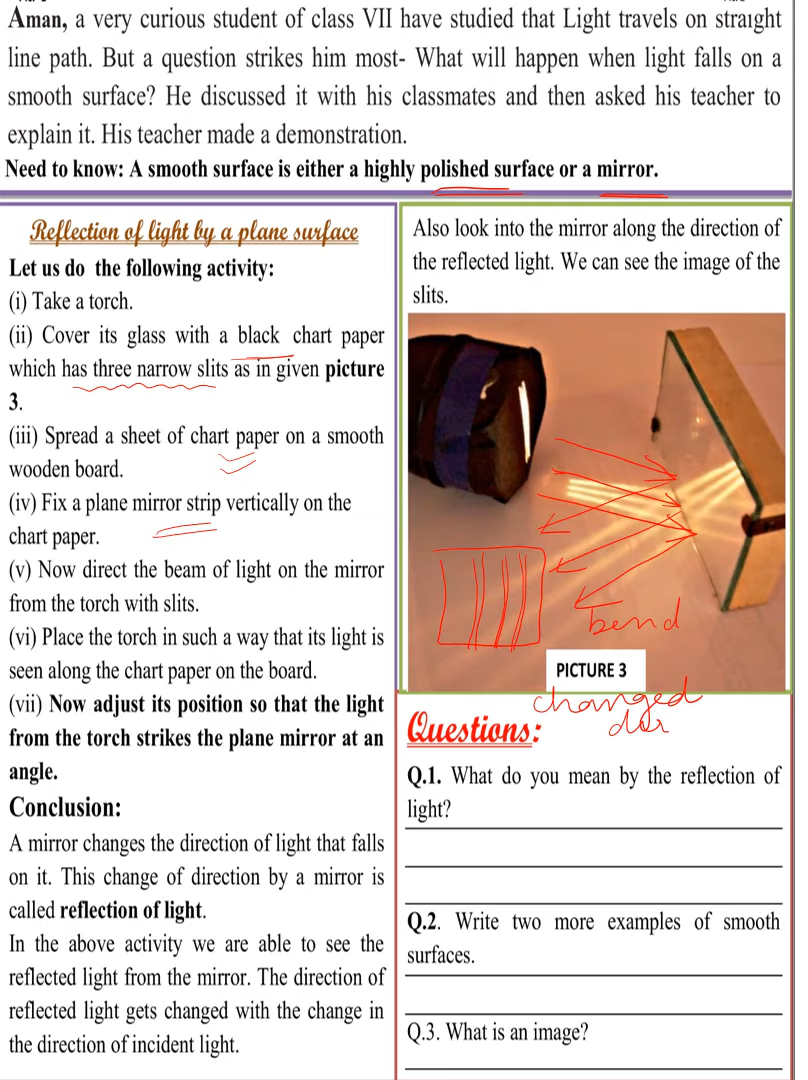 Aman, a very curious student of class VII have studied that Light travels on straight
line path. But a question strikes him most- What will happen when light falls on a
smooth surface? He discussed it with his classmates and then asked his teacher to
explain it. His teacher made a demonstration.
Need to know: A smooth surface is either a highly polished surface or a mirror.
Reflection of light by a plane surface
Let us do the following activity:
(i) Take a torch.
(ii) Cover its glass with a black chart paper
which has three narrow slits as in given picture
3.
(iii) Spread a sheet of chart paper on a smooth
wooden board.
(iv) Fix a plane mirror strip vertically on the
chart paper.
(v) Now direct the beam of light on the mirror
from the torch with slits.
(vi) Place the torch in such a way that its light is
seen along the chart paper on the board.
(vii) Now adjust its position so that the light
from the torch strikes the plane mirror at an
angle.
Conclusion:
A mirror changes the direction of light that falls
on it. This change of direction by a mirror is
called reflection of light.
In the above activity we are able to see the
reflected light from the mirror. The direction of
reflected light gets changed with the change in
the direction of incident light.
Also look into the mirror along the direction of
the reflected light. We can see the image of the
slits.
bend
PICTURE 3
changed
Questions:
Q.1. What do you mean by the reflection of
light?
Q.2. Write two more examples of smooth
surfaces.
Q.3. What is an image?